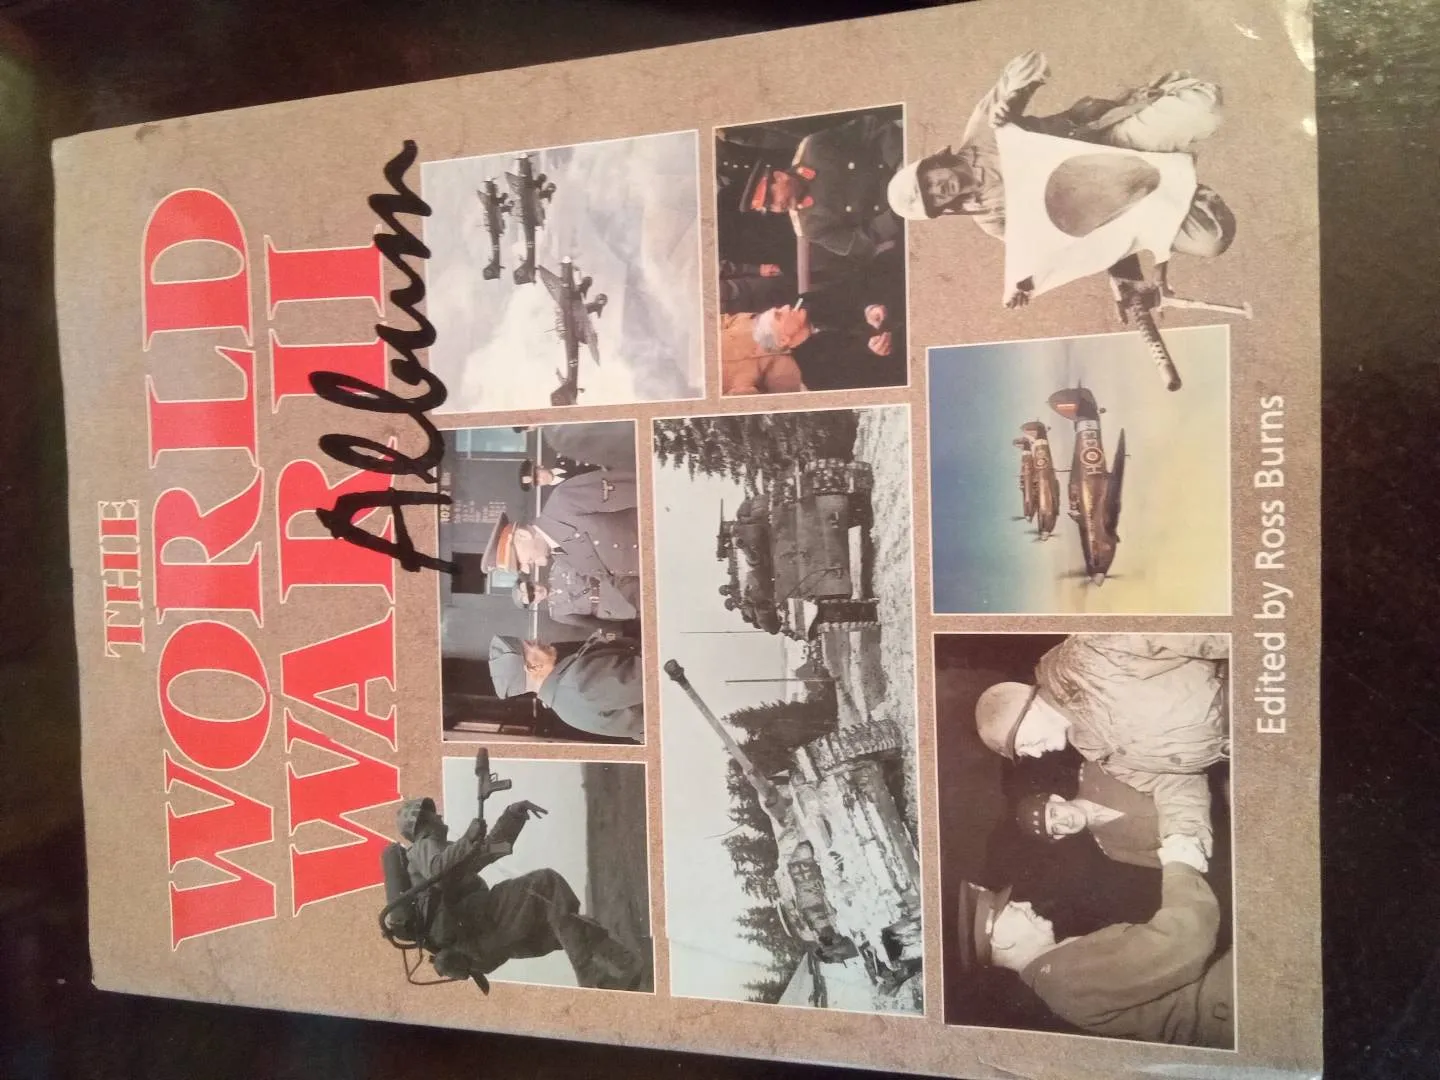 THE
WORLD
WAR II
Album
Edited by Ross Burns